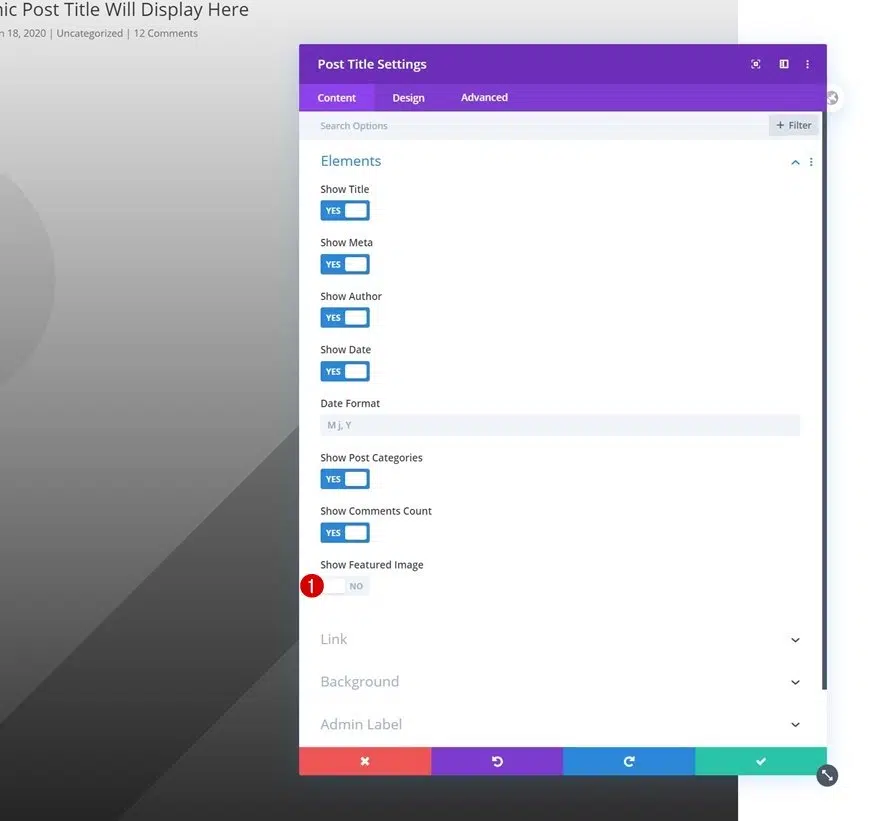 nic Post Title Will Display Here
n 18, 2020 | Uncategorized | 12 Comments
Post Title Settings
Content Design Advanced
Search Options + Filter
Elements
Show Title
YES
Show Meta
YES
Show Author
YES
Show Date
YES
Date Format
M j, Y
Show Post Categories
YES
Show Comments Count
YES
Show Featured Image
1 NO
Link
Background
Admin Label